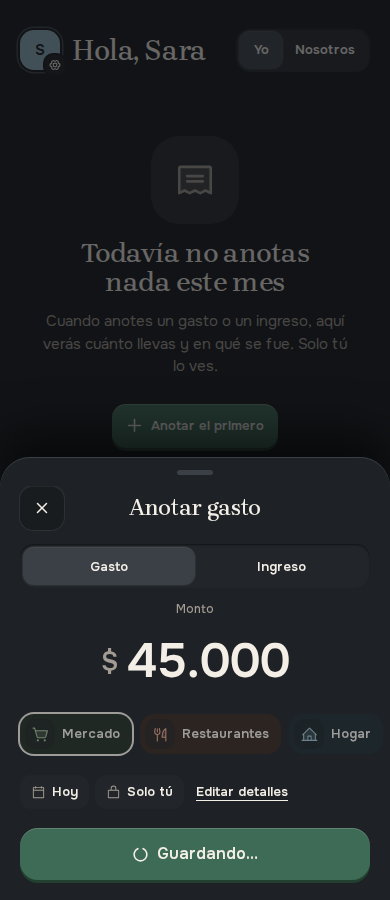 S
Hola, Sara
Yo
Nosotros
Todavía no anotas
nada este mes
Cuando anotes un gasto o un ingreso, aquí
verás cuánto llevas y en qué se fue. Solo tú
lo ves.
Anotar el primero
Anotar gasto
Gasto
Ingreso
Monto
$ 45.000
Mercado
Restaurantes
Hogar
Hoy
Solo tú
Editar detalles
Guardando...